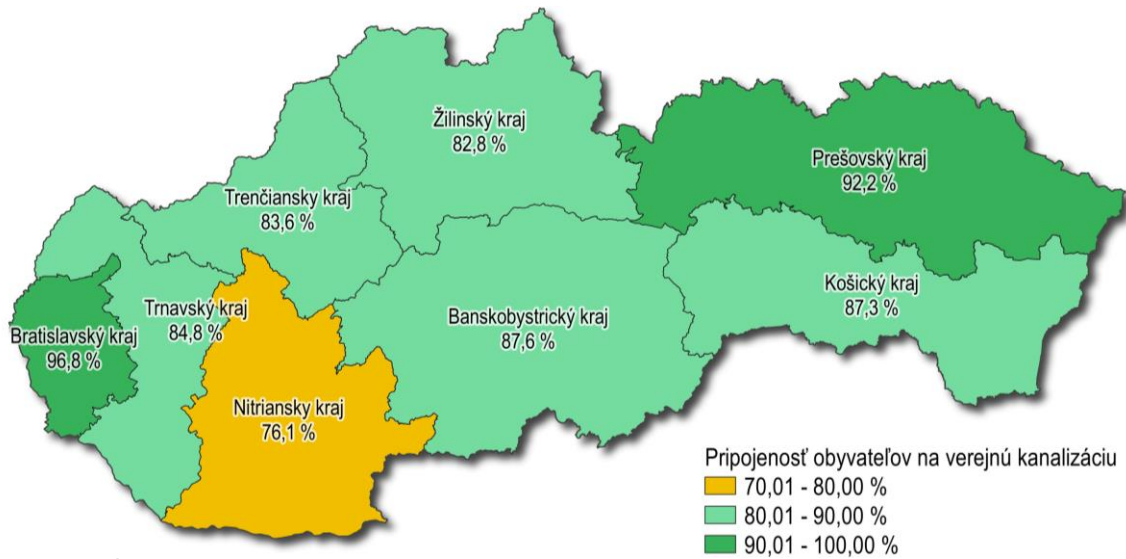 Žilinský kraj
82,8 %
Prešovský kraj
92,2 %
Trenčiansky kraj
83,6 %
Košický kraj
87,3 %
Trnavský kraj
84,8 %
Banskobystrický kraj
87,6 %
Bratislavský kraj
96,8 %
Nitriansky kraj
76,1 %
Pripojenosť obyvateľov na verejnú kanalizáciu
70,01 - 80,00 %
80,01 - 90,00 %
90,01 - 100,00 %